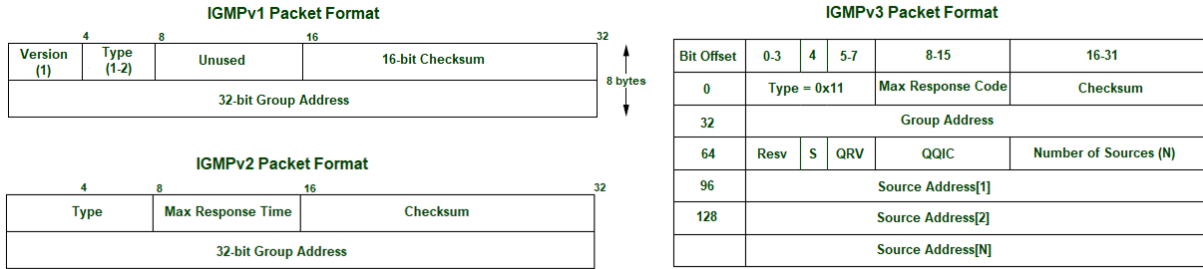 IGMPv1 Packet Format
4 8 16 32
Version (1) Type (1-2) Unused 16-bit Checksum
8 bytes
32-bit Group Address
IGMPv2 Packet Format
4 8 16 32
Type Max Response Time Checksum
32-bit Group Address
IGMPv3 Packet Format
Bit Offset 0-3 4 5-7 8-15 16-31
0 Type = 0x11 Max Response Code Checksum
32 Group Address
64 Resv S QRV QQIC Number of Sources (N)
96 Source Address[1]
128 Source Address[2]
Source Address[N]